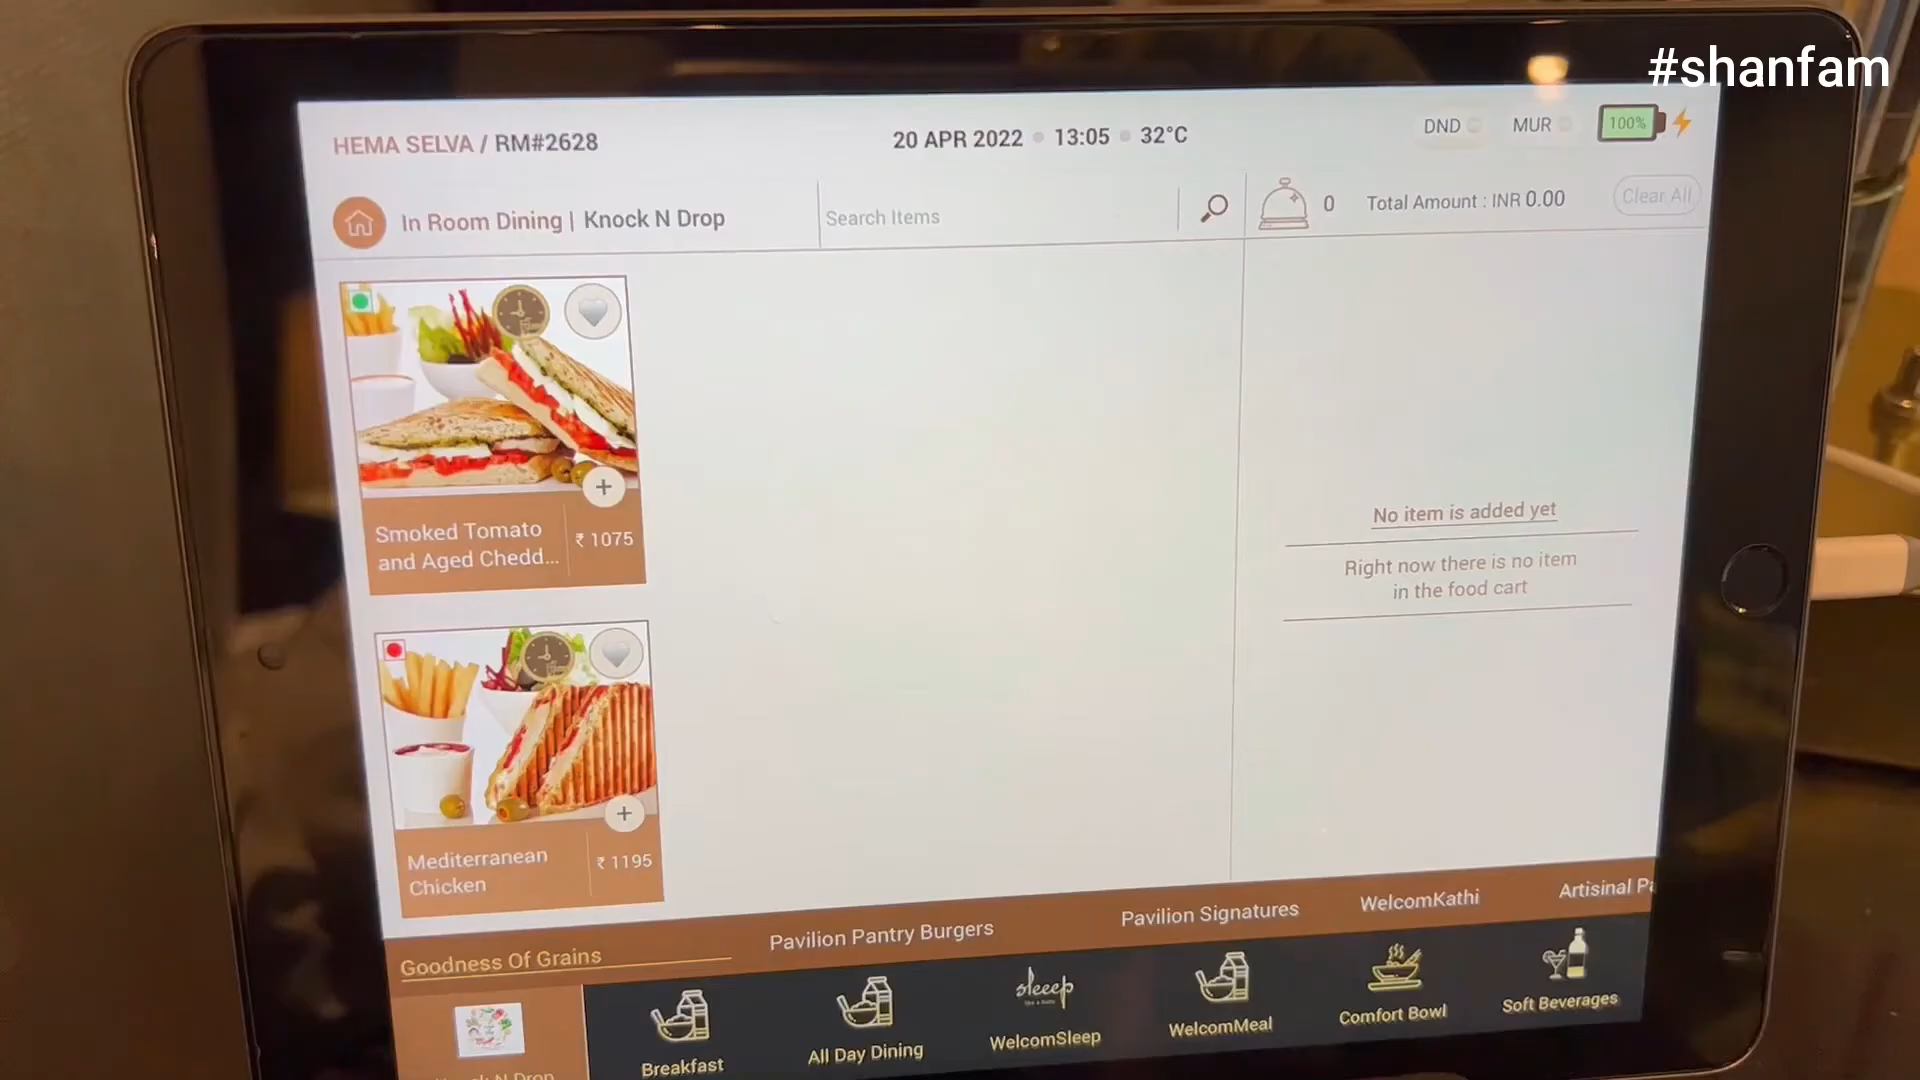 #shanfam
HEMA SELVA / RM#2628
20 APR 2022 13:05 32°C
DND
MUR
100%
In Room Dining | Knock N Drop
Search Items
0
Total Amount : INR 0.00
Clear All
Smoked Tomato
and Aged Chedd...
₹ 1075
No item is added yet
Right now there is no item
in the food cart
Mediterranean
Chicken
₹ 1195
Goodness Of Grains
Pavilion Pantry Burgers
Pavilion Signatures
WelcomKathi
Artisinal Pa
Breakfast
All Day Dining
sleeep
WelcomSleep
WelcomMeal
Comfort Bowl
Soft Beverages
N Drop